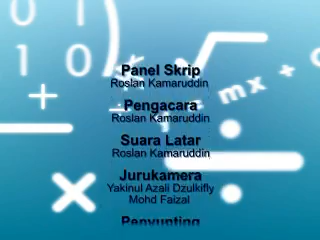 Panel Skrip
Roslan Kamaruddin
Pengacara
Roslan Kamaruddin
Suara Latar
Roslan Kamaruddin
Jurukamera
Yakinul Azali Dzulkifly
Mohd Faizal
Penyunting